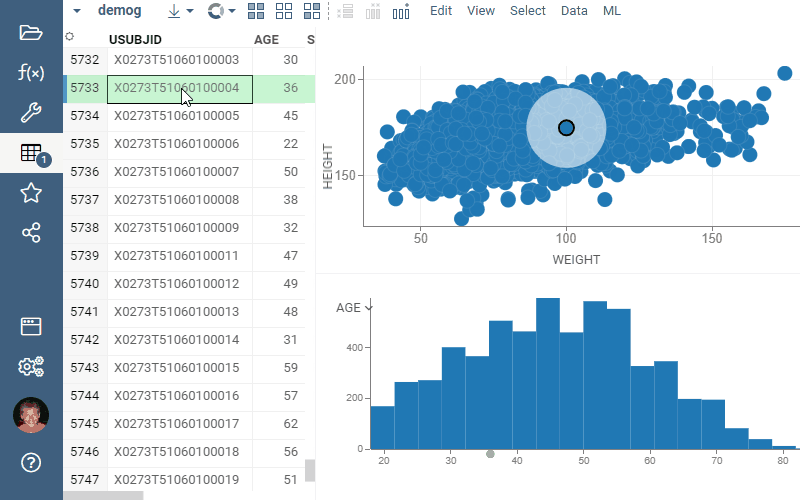 demog Edit View Select Data ML
USUBJID AGE S
5732 X0273T51060100003 30
5733 X0273T51060100004 36
5734 X0273T51060100005 45
5735 X0273T51060100006 22
5736 X0273T51060100007 50
5737 X0273T51060100008 38
5738 X0273T51060100009 32
5739 X0273T51060100011 47
5740 X0273T51060100012 49
5741 X0273T51060100013 48
5742 X0273T51060100014 31
5743 X0273T51060100015 59
5744 X0273T51060100016 57
5745 X0273T51060100017 62
5746 X0273T51060100018 56
5747 X0273T51060100019 51
f(x)
1
200
150
HEIGHT
50 100 150
WEIGHT
AGE
400
200
0
20 30 40 50 60 70 80